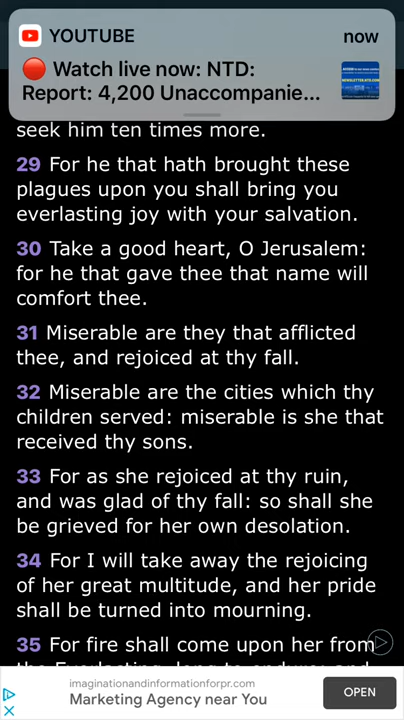 YOUTUBE now
🔴 Watch live now: NTD:
Report: 4,200 Unaccompanie...
seek him ten times more.
29 For he that hath brought these
plagues upon you shall bring you
everlasting joy with your salvation.
30 Take a good heart, O Jerusalem:
for he that gave thee that name will
comfort thee.
31 Miserable are they that afflicted
thee, and rejoiced at thy fall.
32 Miserable are the cities which thy
children served: miserable is she that
received thy sons.
33 For as she rejoiced at thy ruin,
and was glad of thy fall: so shall she
be grieved for her own desolation.
34 For I will take away the rejoicing
of her great multitude, and her pride
shall be turned into mourning.
35 For fire shall come upon her from
the Everlasting, long to endure; and
imaginationandinformationforpr.com
Marketing Agency near You
OPEN